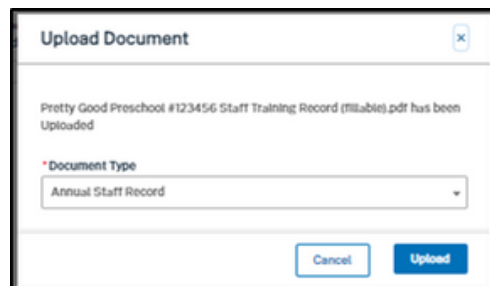 Upload Document
×
Pretty Good Preschool #123456 Staff Training Record (fillable).pdf has been
Uploaded
*Document Type
Annual Staff Record
Cancel
Upload